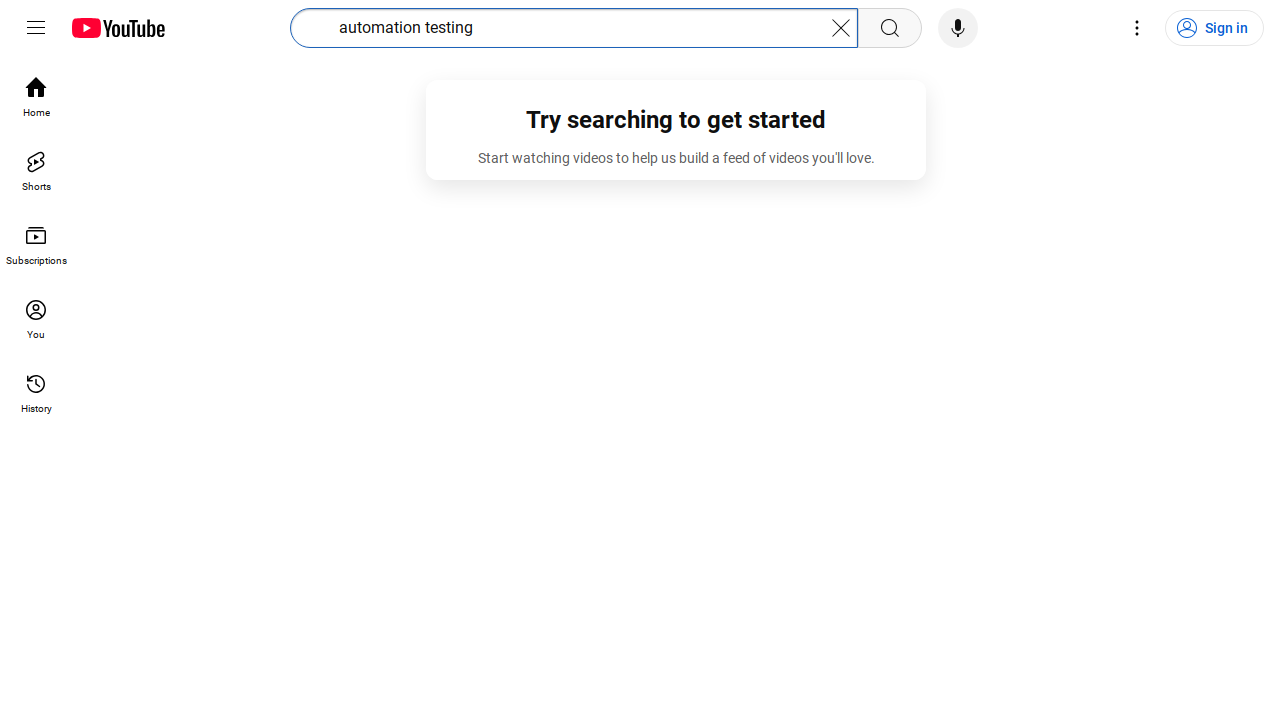 YouTube
automation testing
Sign in
Home
Shorts
Subscriptions
You
History
Try searching to get started
Start watching videos to help us build a feed of videos you'll love.